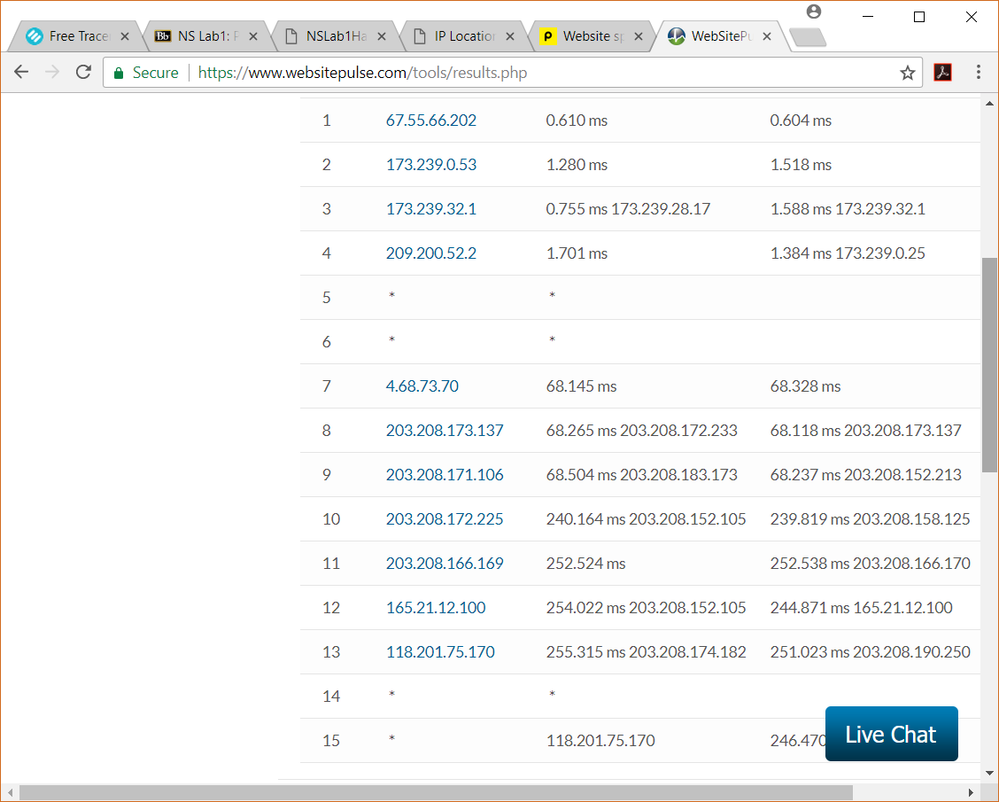 Free Trace
Bb NS Lab1: P
NSLab1Ha
IP Location
P Website sp
WebSitePu
Secure https://www.websitepulse.com/tools/results.php
1 67.55.66.202 0.610 ms 0.604 ms
2 173.239.0.53 1.280 ms 1.518 ms
3 173.239.32.1 0.755 ms 173.239.28.17 1.588 ms 173.239.32.1
4 209.200.52.2 1.701 ms 1.384 ms 173.239.0.25
5 * *
6 * *
7 4.68.73.70 68.145 ms 68.328 ms
8 203.208.173.137 68.265 ms 203.208.172.233 68.118 ms 203.208.173.137
9 203.208.171.106 68.504 ms 203.208.183.173 68.237 ms 203.208.152.213
10 203.208.172.225 240.164 ms 203.208.152.105 239.819 ms 203.208.158.125
11 203.208.166.169 252.524 ms 252.538 ms 203.208.166.170
12 165.21.12.100 254.022 ms 203.208.152.105 244.871 ms 165.21.12.100
13 118.201.75.170 255.315 ms 203.208.174.182 251.023 ms 203.208.190.250
14 * *
15 * 118.201.75.170 246.470
Live Chat